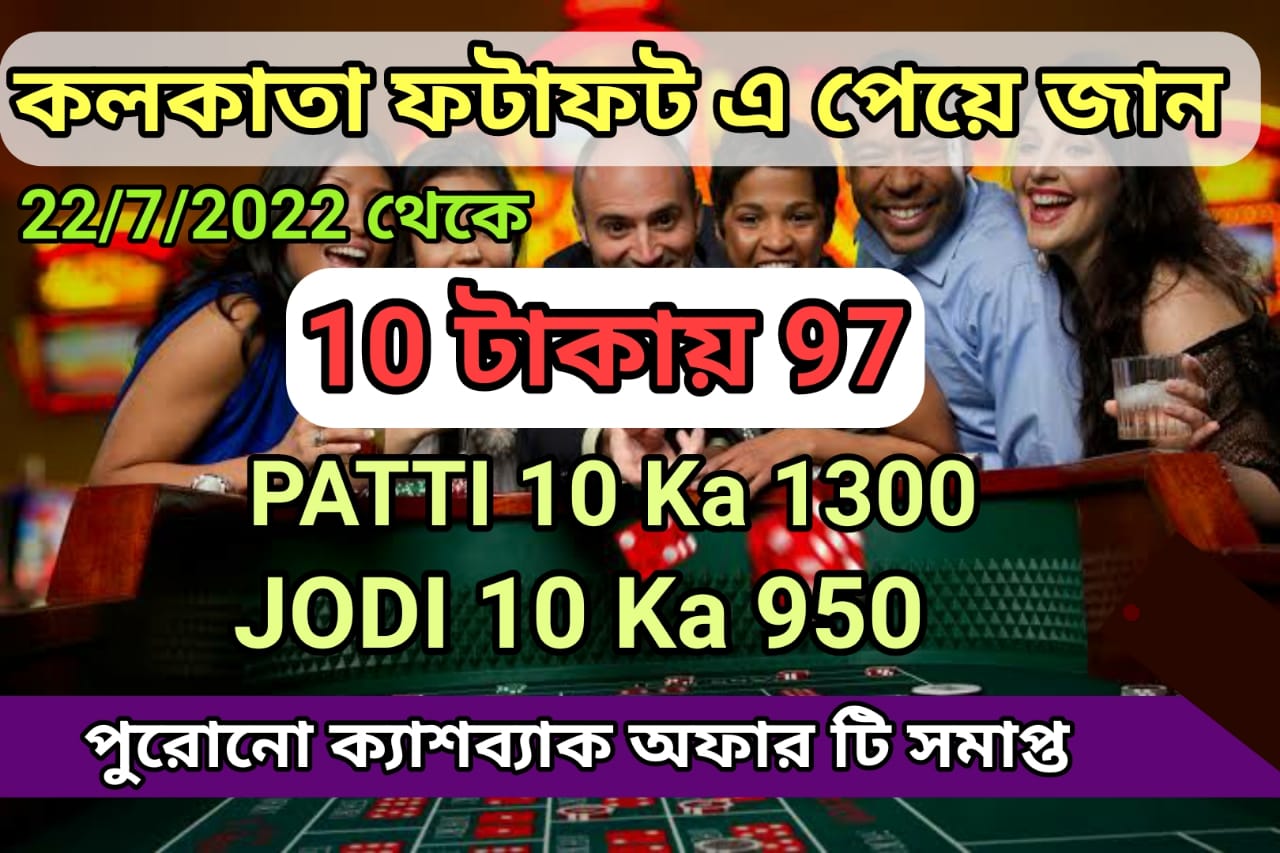 কলকাতা ফটাফট এ পেয়ে জান
22/7/2022 থেকে
10 টাকায় 97
PATTI 10 Ka 1300
JODI 10 Ka 950
পুরোনো ক্যাশব্যাক অফার টি সমাপ্ত